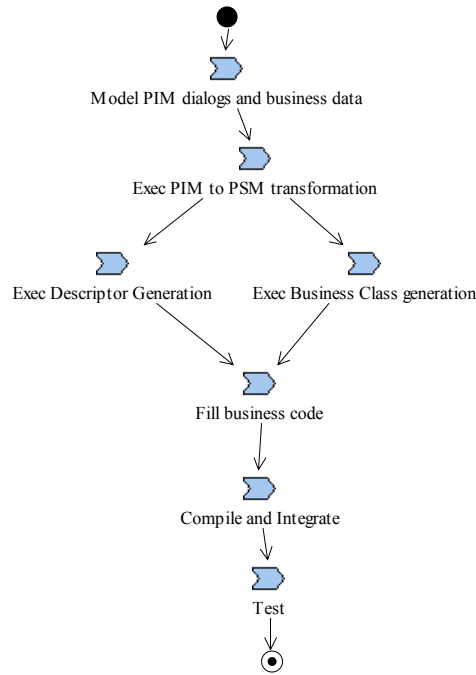 Model PIM dialogs and business data
Exec PIM to PSM transformation
Exec Descriptor Generation
Exec Business Class generation
Fill business code
Compile and Integrate
Test